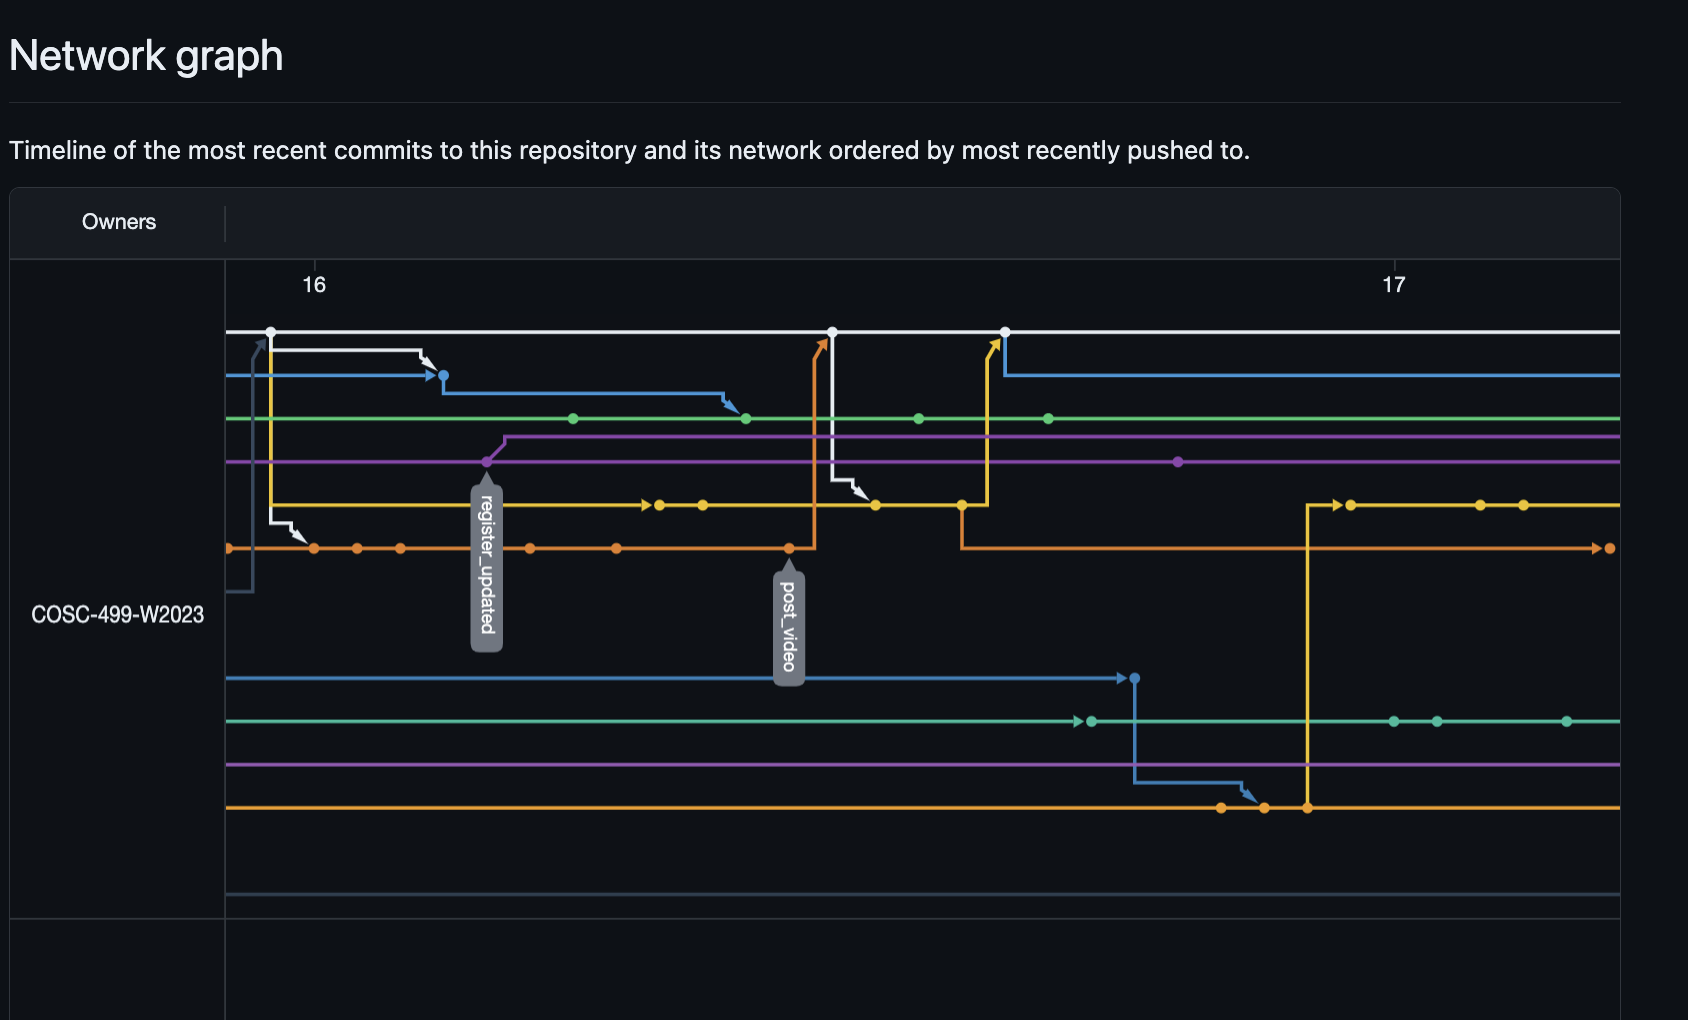 Network graph
Timeline of the most recent commits to this repository and its network ordered by most recently pushed to.
Owners
16
17
register_updated
post_video
COSC-499-W2023